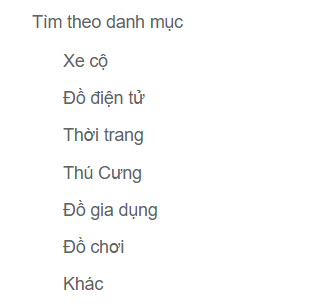 Tìm theo danh mục
Xe cộ
Đồ điện tử
Thời trang
Thú Cưng
Đồ gia dụng
Đồ chơi
Khác